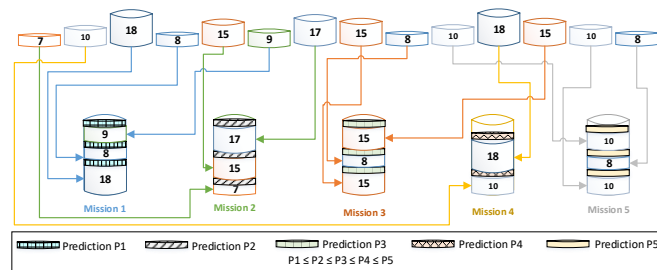 7 10 18 8 15 9 17 15 8 10 18 15 10 8
9 17 15 18 10
8 15 8 10 8
18 7 15 10
Mission 1 Mission 2 Mission 3 Mission 4 Mission 5
Prediction P1 Prediction P2 Prediction P3 Prediction P4 Prediction P5
P1 ≤ P2 ≤ P3 ≤ P4 ≤ P5